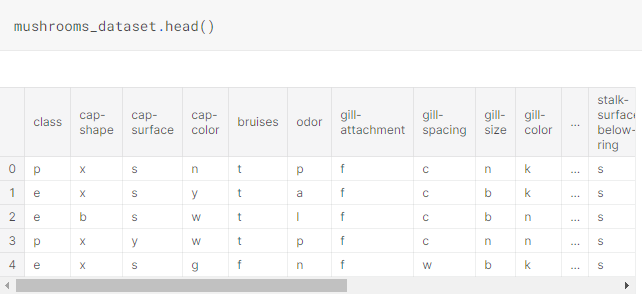 mushrooms_dataset.head()
class cap-shape cap-surface cap-color bruises odor gill-attachment gill-spacing gill-size gill-color ... stalk-surface-below-ring
0 p x s n t p f c n k ... s
1 e x s y t a f c b k ... s
2 e b s w t l f c b n ... s
3 p x y w t p f c n n ... s
4 e x s g f n f w b k ... s